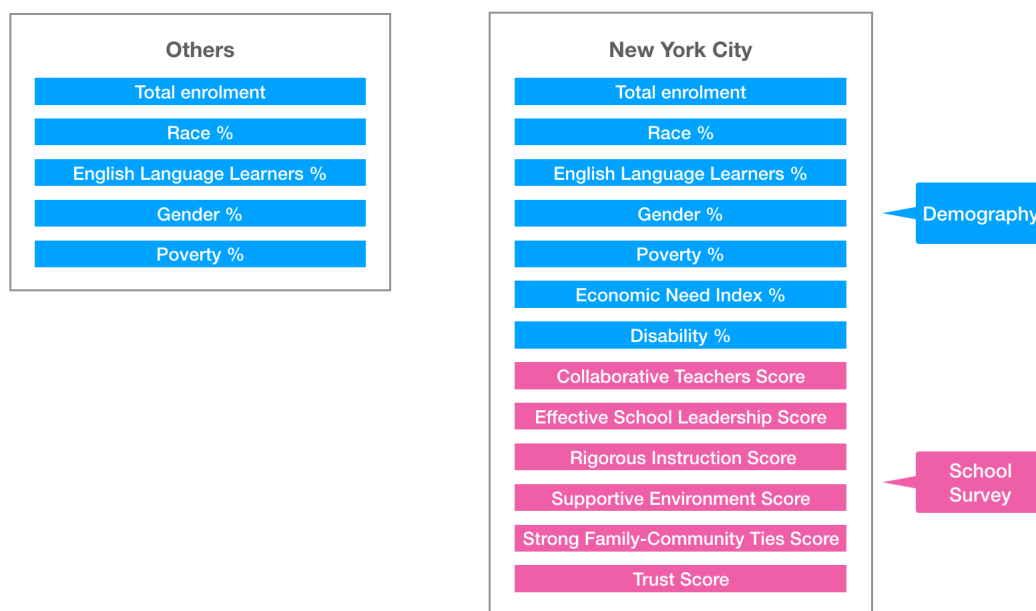 Others
Total enrolment
Race %
English Language Learners %
Gender %
Poverty %
New York City
Total enrolment
Race %
English Language Learners %
Gender %
Poverty %
Economic Need Index %
Disability %
Collaborative Teachers Score
Effective School Leadership Score
Rigorous Instruction Score
Supportive Environment Score
Strong Family-Community Ties Score
Trust Score
Demography
School
Survey